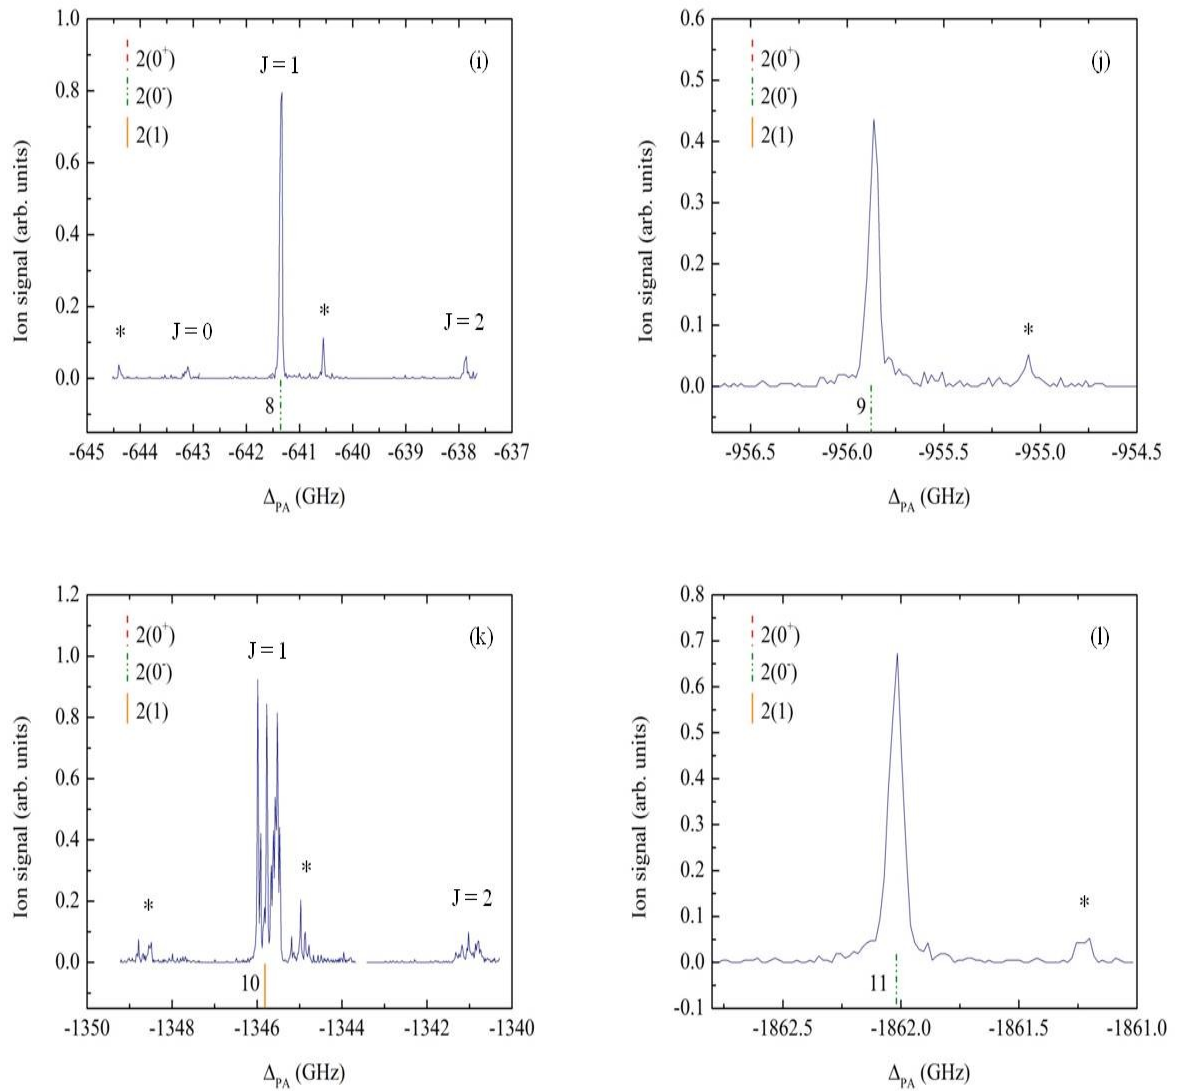 1.0
0.8
0.6
0.4
0.2
0.0
Ion signal (arb. units)
2(0⁺)
2(0⁻)
2(1)
(i)
J = 1
*
J = 0
*
J = 2
8
-645 -644 -643 -642 -641 -640 -639 -638 -637
Δ_PA (GHz)
0.6
0.5
0.4
0.3
0.2
0.1
0.0
Ion signal (arb. units)
2(0⁺)
2(0⁻)
2(1)
(j)
*
9
-956.5 -956.0 -955.5 -955.0 -954.5
Δ_PA (GHz)
1.2
1.0
0.8
0.6
0.4
0.2
0.0
Ion signal (arb. units)
2(0⁺)
2(0⁻)
2(1)
(k)
J = 1
*
*
J = 2
10
-1350 -1348 -1346 -1344 -1342 -1340
Δ_PA (GHz)
0.8
0.7
0.6
0.5
0.4
0.3
0.2
0.1
0.0
-0.1
Ion signal (arb. units)
2(0⁺)
2(0⁻)
2(1)
(l)
*
11
-1862.5 -1862.0 -1861.5 -1861.0
Δ_PA (GHz)